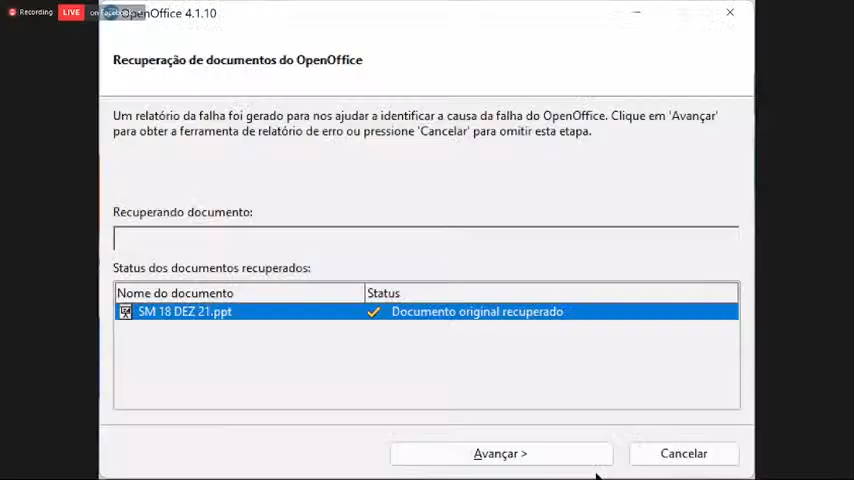 Recording LIVE on Facebook OpenOffice 4.1.10
Recuperação de documentos do OpenOffice
Um relatório da falha foi gerado para nos ajudar a identificar a causa da falha do OpenOffice. Clique em 'Avançar'
para obter a ferramenta de relatório de erro ou pressione 'Cancelar' para omitir esta etapa.
Recuperando documento:
Status dos documentos recuperados:
Nome do documento Status
SM 18 DEZ 21.ppt Documento original recuperado
Avançar > Cancelar